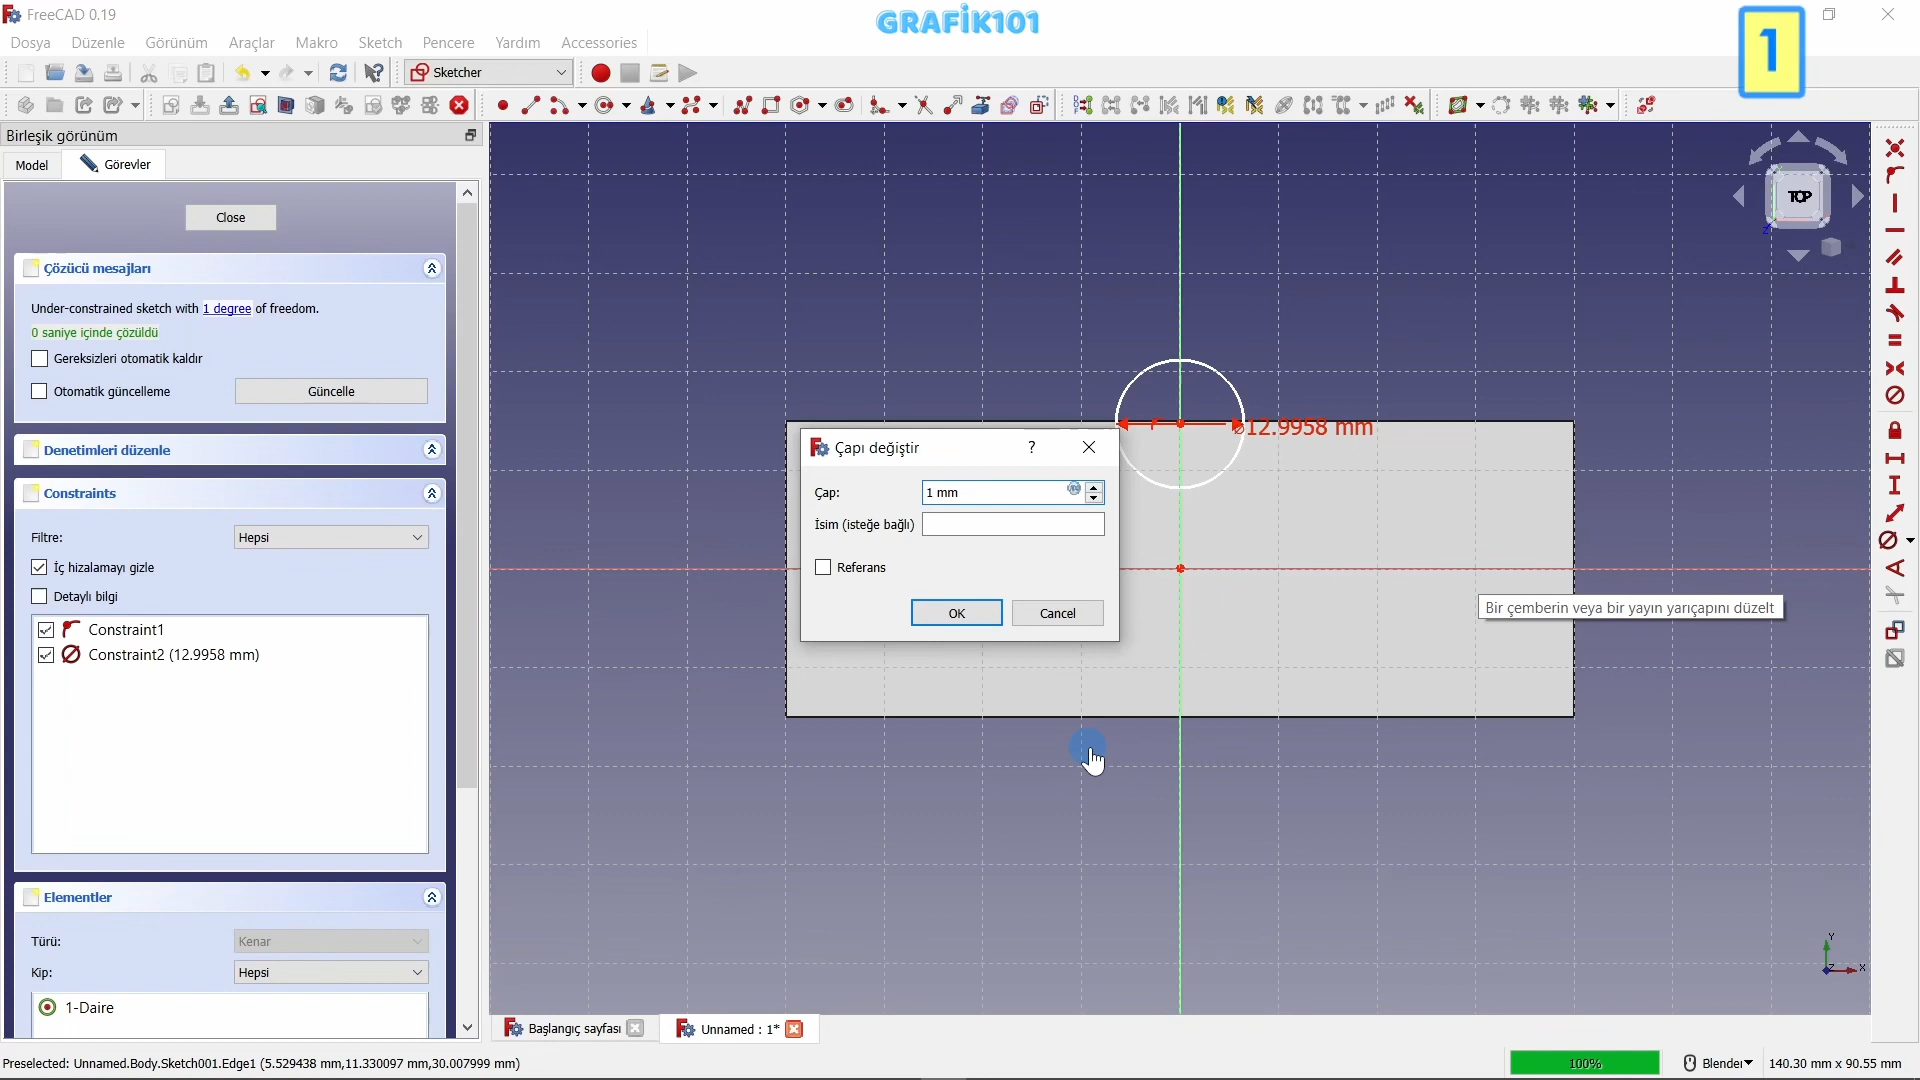 FreeCAD 0.19
GRAFİK101
1
Dosya Düzenle Görünüm Araçlar Makro Sketch Pencere Yardım Accessories
Sketcher
Birleşik görünüm
Model Görevler
Close
Çözücü mesajları
Under-constrained sketch with 1 degree of freedom.
0 saniye içinde çözüldü
Gereksizleri otomatik kaldır
Otomatik güncelleme Güncelle
Denetimleri düzenle
Constraints
Filtre: Hepsi
İç hizalamayı gizle
Detaylı bilgi
Constraint1
Constraint2 (12.9958 mm)
Elementler
Türü: Kenar
Kip: Hepsi
1-Daire
TOP
Z
⌀12.9958 mm
Çapı değiştir ?
Çap: 1 mm
İsim (isteğe bağlı)
Referans
OK Cancel
Bir çemberin veya bir yayın yarıçapını düzelt
Y
Z X
Başlangıç sayfası Unnamed : 1*
Preselected: Unnamed.Body.Sketch001.Edge1 (5.529438 mm,11.330097 mm,30.007999 mm)
100% Blender 140.30 mm x 90.55 mm